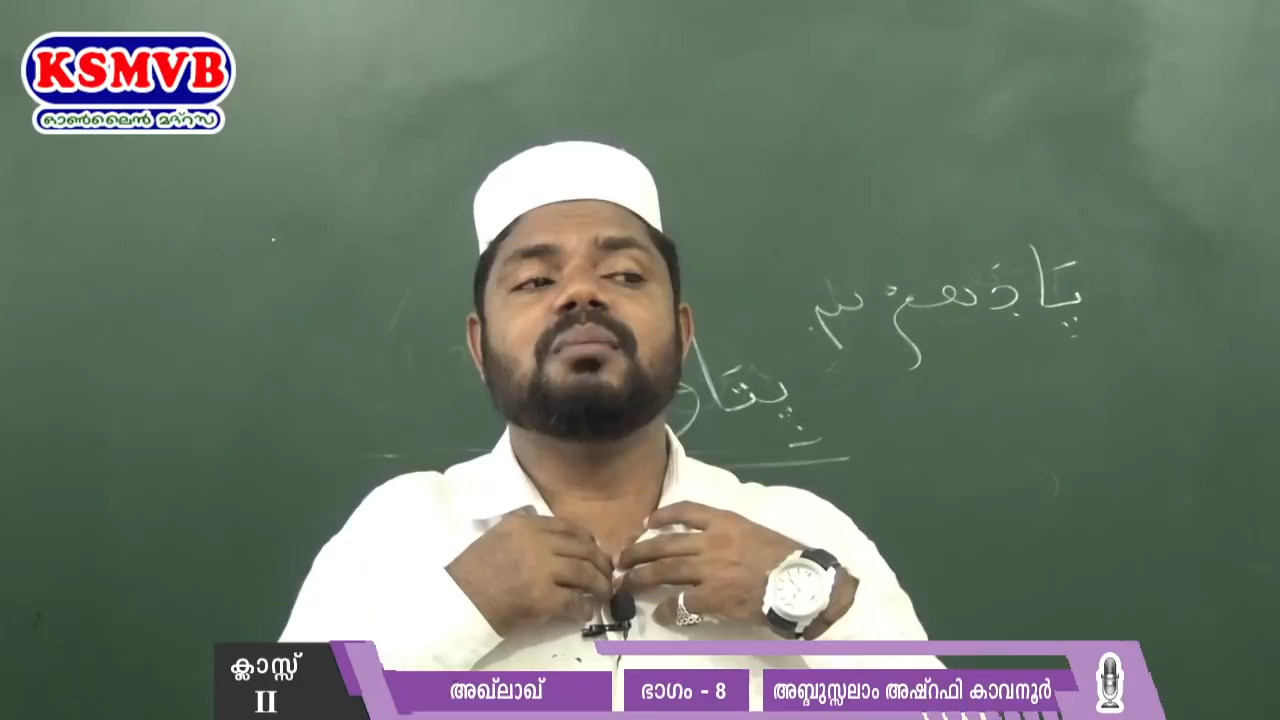 KSMVB
ഓൺലൈൻ മദ്റസ
ക്ലാസ്സ്
II
അഖ്ലാഖ്
ഭാഗം - 8
അബ്ദുസ്സലാം അഷ്റഫി കാവനൂർ